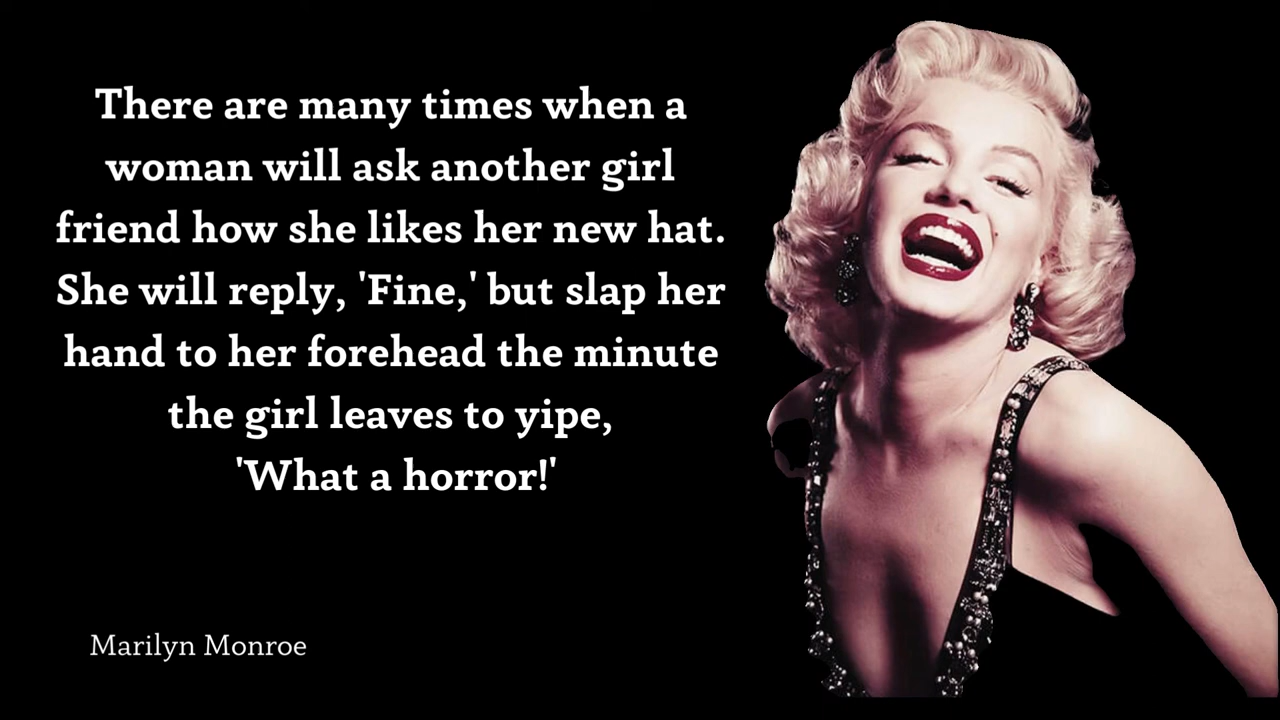 There are many times when a
woman will ask another girl
friend how she likes her new hat.
She will reply, 'Fine,' but slap her
hand to her forehead the minute
the girl leaves to yipe,
'What a horror!'
Marilyn Monroe